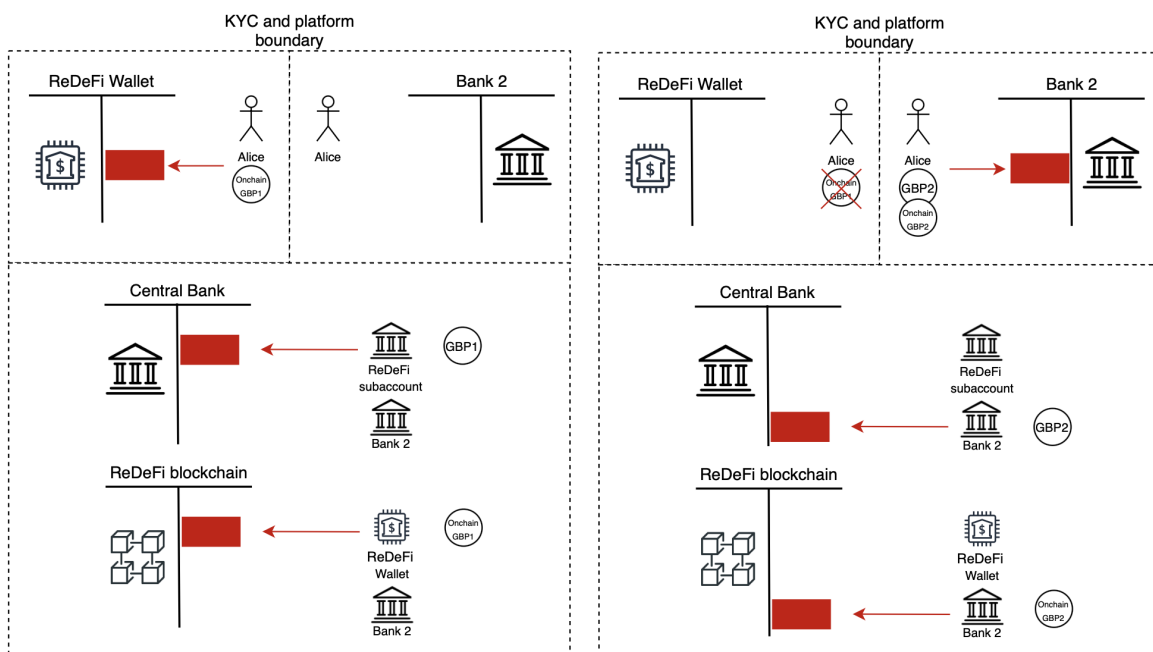 KYC and platform
boundary
ReDeFi Wallet
Bank 2
$
Alice
Alice
Onchain
GBP1
Central Bank
GBP1
ReDeFi
subaccount
Bank 2
ReDeFi blockchain
$
Onchain
GBP1
ReDeFi
Wallet
Bank 2
KYC and platform
boundary
ReDeFi Wallet
Bank 2
$
Alice
Alice
Onchain
GBP1
GBP2
Onchain
GBP2
Central Bank
ReDeFi
subaccount
Bank 2
GBP2
ReDeFi blockchain
$
ReDeFi
Wallet
Bank 2
Onchain
GBP2